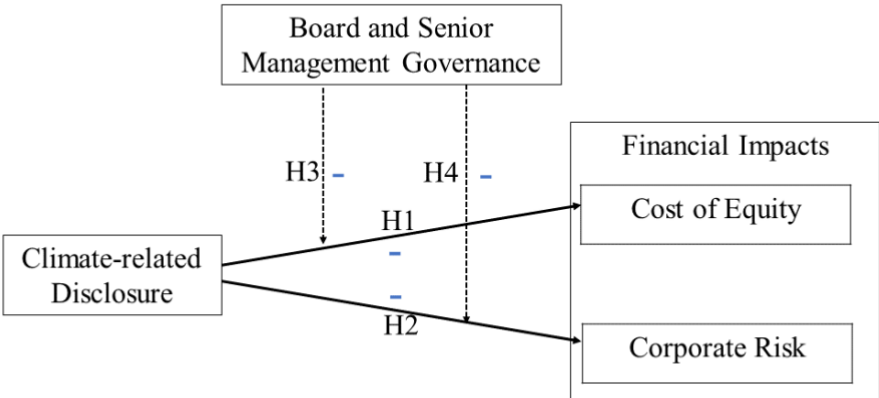 Board and Senior
Management Governance
Financial Impacts
H3 -
H4 -
Cost of Equity
H1
-
Climate-related
Disclosure
-
H2
Corporate Risk